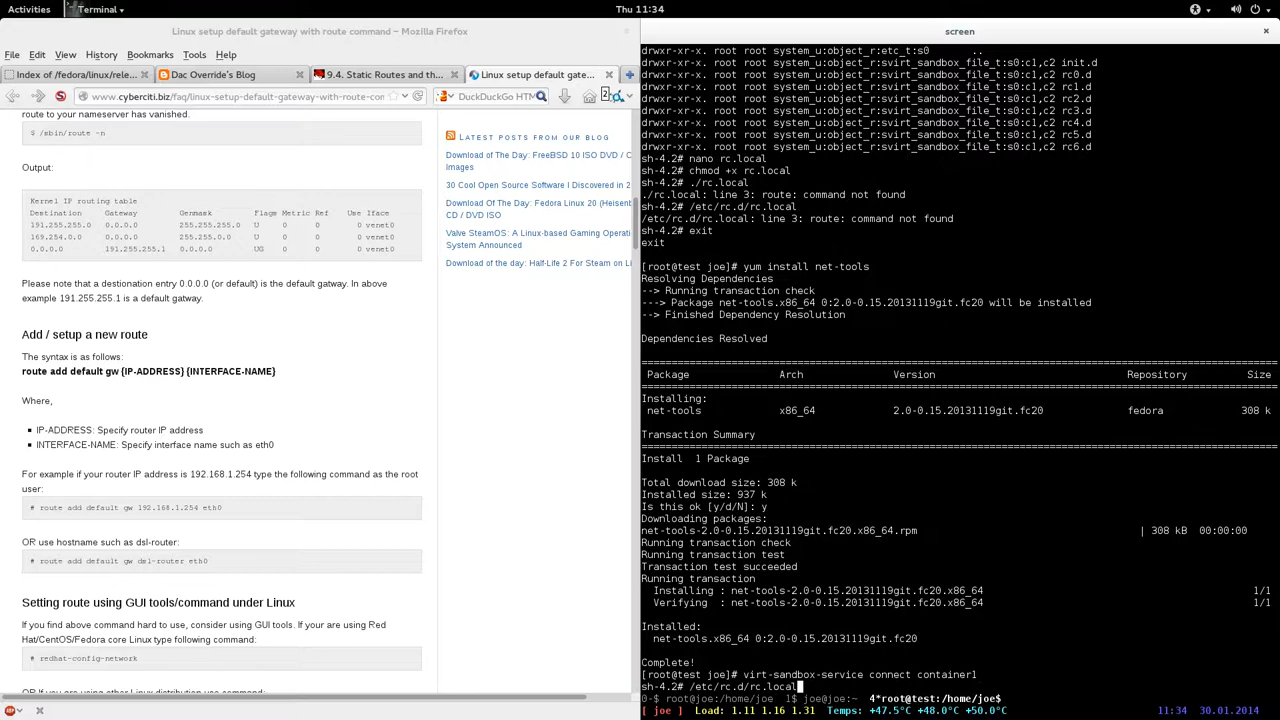 Activities Terminal Thu 11:34
Linux setup default gateway with route command – Mozilla Firefox
File Edit View History Bookmarks Tools Help
Index of /fedora/linux/rele... Dac Override's Blog 9.4. Static Routes and th... Linux setup default gate...
www.cyberciti.biz/faq/linux-setup-default-gateway-with-route-con DuckDuckGo HTM 2
route to your nameserver has vanished.
$ /sbin/route -n
Output:
Kernel IP routing table
Destination Gateway Genmask Flags Metric Ref Use Iface
191.255.255.0 0.0.0.0 255.255.255.0 U 0 0 0 venet0
169.254.0.0 0.0.0.0 255.255.0.0 U 0 0 0 venet0
0.0.0.0 191.255.255.1 0.0.0.0 UG 0 0 0 venet0
Please note that a destionation entry 0.0.0.0 (or default) is the default gatway. In above
example 191.255.255.1 is a default gateway.
Add / setup a new route
The syntax is as follows:
route add default gw {IP-ADDRESS} {INTERFACE-NAME}
Where,
IP-ADDRESS: Specify router IP address
INTERFACE-NAME: Specify interface name such as eth0
For example if your router IP address is 192.168.1.254 type the following command as the root
user:
# route add default gw 192.168.1.254 eth0
OR use hostname such as dsl-router:
# route add default gw dsl-router eth0
Setting route using GUI tools/command under Linux
If you find above command hard to use, consider using GUI tools. If your are using Red
Hat/CentOS/Fedora core Linux type following command:
# redhat-config-network
Latest posts from our blog
Download of The Day: FreeBSD 10 ISO DVD / C
Images
30 Cool Open Source Software I Discovered in 2
Download Of The Day: Fedora Linux 20 (Heisent
CD / DVD ISO
Valve SteamOS: A Linux-based Gaming Operati
System Announced
Download of the day: Half-Life 2 For Steam on Li
screen
drwxr-xr-x. root root system_u:object_r:etc_t:s0 ..
drwxr-xr-x. root root system_u:object_r:svirt_sandbox_file_t:s0:c1,c2 init.d
drwxr-xr-x. root root system_u:object_r:svirt_sandbox_file_t:s0:c1,c2 rc0.d
drwxr-xr-x. root root system_u:object_r:svirt_sandbox_file_t:s0:c1,c2 rc1.d
drwxr-xr-x. root root system_u:object_r:svirt_sandbox_file_t:s0:c1,c2 rc2.d
drwxr-xr-x. root root system_u:object_r:svirt_sandbox_file_t:s0:c1,c2 rc3.d
drwxr-xr-x. root root system_u:object_r:svirt_sandbox_file_t:s0:c1,c2 rc4.d
drwxr-xr-x. root root system_u:object_r:svirt_sandbox_file_t:s0:c1,c2 rc5.d
drwxr-xr-x. root root system_u:object_r:svirt_sandbox_file_t:s0:c1,c2 rc6.d
sh-4.2# nano rc.local
sh-4.2# chmod +x rc.local
sh-4.2# ./rc.local
./rc.local: line 3: route: command not found
sh-4.2# /etc/rc.d/rc.local
/etc/rc.d/rc.local: line 3: route: command not found
sh-4.2# exit
exit
[root@test joe]# yum install net-tools
Resolving Dependencies
--> Running transaction check
---> Package net-tools.x86_64 0:2.0-0.15.20131119git.fc20 will be installed
--> Finished Dependency Resolution
Dependencies Resolved
Package Arch Version Repository Size
Installing:
net-tools x86_64 2.0-0.15.20131119git.fc20 fedora 308 k
Transaction Summary
Install 1 Package
Total download size: 308 k
Installed size: 937 k
Is this ok [y/d/N]: y
Downloading packages:
net-tools-2.0-0.15.20131119git.fc20.x86_64.rpm | 308 kB 00:00:00
Running transaction check
Running transaction test
Transaction test succeeded
Running transaction
Installing : net-tools-2.0-0.15.20131119git.fc20.x86_64 1/1
Verifying : net-tools-2.0-0.15.20131119git.fc20.x86_64 1/1
Installed:
net-tools.x86_64 0:2.0-0.15.20131119git.fc20
Complete!
[root@test joe]# virt-sandbox-service connect container1
sh-4.2# /etc/rc.d/rc.local
0-$ root@joe:/home/joe 1$ joe@joe:~ 4*root@test:/home/joe$
[ joe ] Load: 1.11 1.16 1.31 Temps: +47.5°C +48.0°C +50.0°C 11:34 30.01.2014